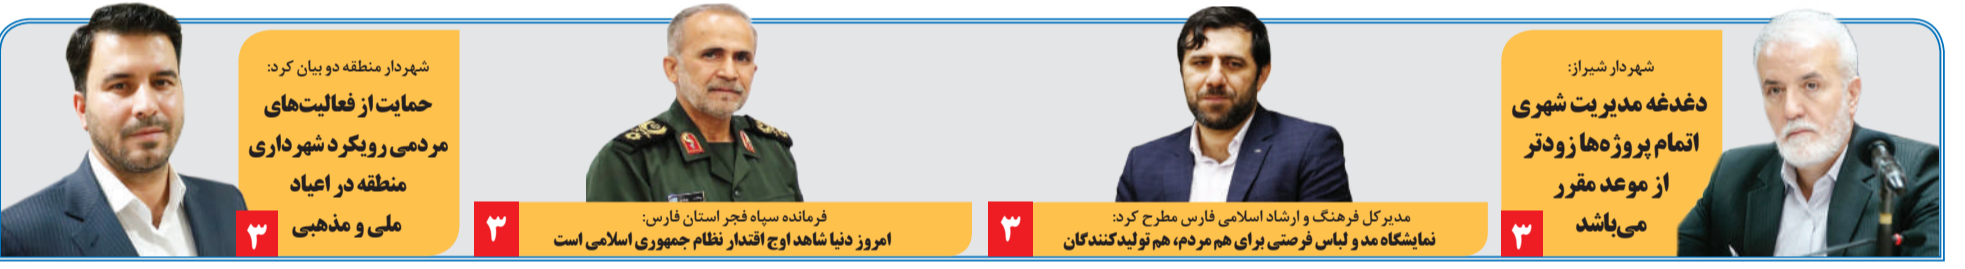 شهردار شیراز:
دغدغه مدیریت شهری
اتمام پروژه‌ها زودتر
از موعد مقرر
می‌باشد
۳
مدیرکل فرهنگ و ارشاد اسلامی فارس مطرح کرد:
نمایشگاه مد و لباس فرصتی برای هم مردم، هم تولیدکنندگان
۳
فرمانده سپاه فجر استان فارس:
امروز دنیا شاهد اوج اقتدار نظام جمهوری اسلامی است
۳
شهردار منطقه دو بیان کرد:
حمایت از فعالیت‌های
مردمی رویکرد شهرداری
منطقه در اعیاد
ملی و مذهبی
۳